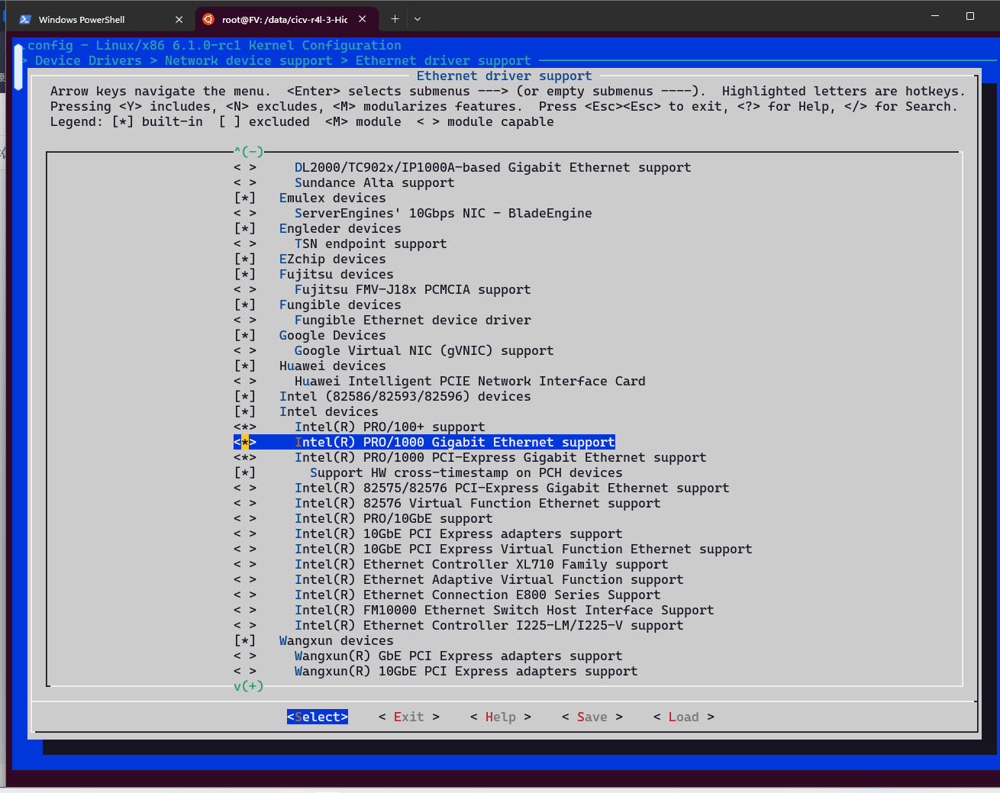 Windows PowerShell
root@FV: /data/cicv-r4l-3-Hic
.config - Linux/x86 6.1.0-rc1 Kernel Configuration
> Device Drivers > Network device support > Ethernet driver support
Ethernet driver support
Arrow keys navigate the menu.  <Enter> selects submenus ---> (or empty submenus ----).  Highlighted letters are hotkeys.
Pressing <Y> includes, <N> excludes, <M> modularizes features.  Press <Esc><Esc> to exit, <?> for Help, </> for Search.
Legend: [*] built-in  [ ] excluded  <M> module  < > module capable
^(-)
< >     DL2000/TC902x/IP1000A-based Gigabit Ethernet support
< >     Sundance Alta support
[*]   Emulex devices
< >     ServerEngines' 10Gbps NIC - BladeEngine
[*]   Engleder devices
< >     TSN endpoint support
[*]   EZchip devices
[*]   Fujitsu devices
< >     Fujitsu FMV-J18x PCMCIA support
[*]   Fungible devices
< >     Fungible Ethernet device driver
[*]   Google Devices
< >     Google Virtual NIC (gVNIC) support
[*]   Huawei devices
< >     Huawei Intelligent PCIE Network Interface Card
[*]   Intel (82586/82593/82596) devices
[*]   Intel devices
<*>     Intel(R) PRO/100+ support
<*>     Intel(R) PRO/1000 Gigabit Ethernet support
<*>     Intel(R) PRO/1000 PCI-Express Gigabit Ethernet support
[*]       Support HW cross-timestamp on PCH devices
< >     Intel(R) 82575/82576 PCI-Express Gigabit Ethernet support
< >     Intel(R) 82576 Virtual Function Ethernet support
< >     Intel(R) PRO/10GbE support
< >     Intel(R) 10GbE PCI Express adapters support
< >     Intel(R) 10GbE PCI Express Virtual Function Ethernet support
< >     Intel(R) Ethernet Controller XL710 Family support
< >     Intel(R) Ethernet Adaptive Virtual Function support
< >     Intel(R) Ethernet Connection E800 Series Support
< >     Intel(R) FM10000 Ethernet Switch Host Interface Support
< >     Intel(R) Ethernet Controller I225-LM/I225-V support
[*]   Wangxun devices
< >     Wangxun(R) GbE PCI Express adapters support
< >     Wangxun(R) 10GbE PCI Express adapters support
v(+)
<Select>    < Exit >    < Help >    < Save >    < Load >